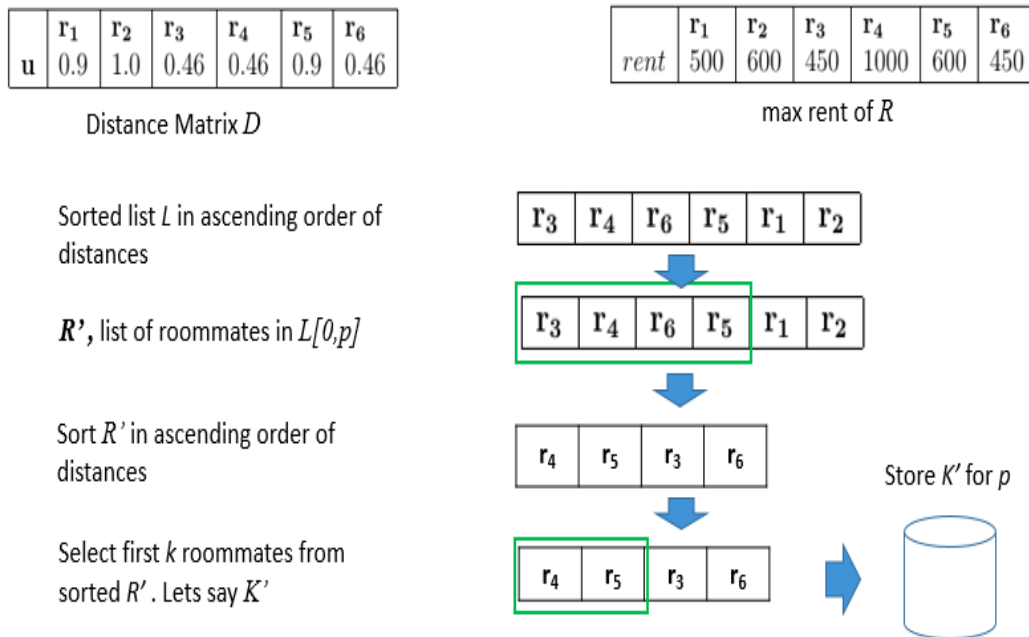 r₁ r₂ r₃ r₄ r₅ r₆
u 0.9 1.0 0.46 0.46 0.9 0.46
Distance Matrix D
r₁ r₂ r₃ r₄ r₅ r₆
rent 500 600 450 1000 600 450
max rent of R
Sorted list L in ascending order of
distances
r₃ r₄ r₆ r₅ r₁ r₂
R’, list of roommates in L[0,p]
r₃ r₄ r₆ r₅ r₁ r₂
Sort R’ in ascending order of
distances
r₄ r₅ r₃ r₆
Select first k roommates from
sorted R’ . Lets say K’
r₄ r₅ r₃ r₆
Store K’ for p